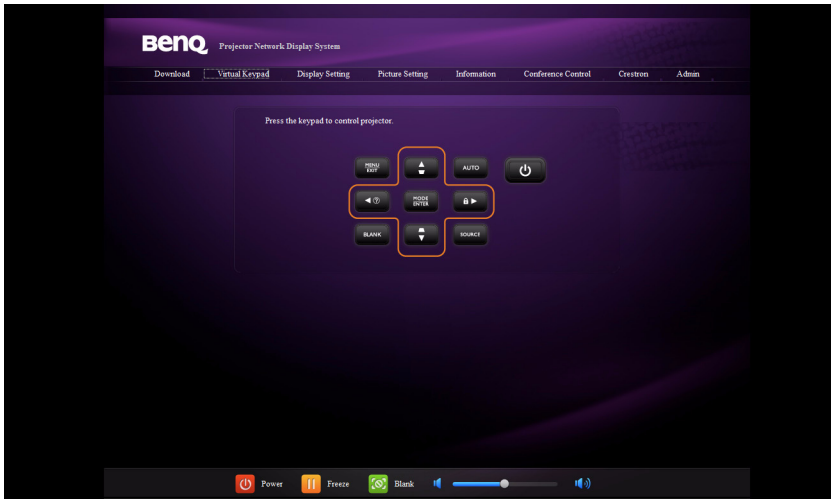 BenQ Projector Network Display System
Download Virtual Keypad Display Setting Picture Setting Information Conference Control Crestron Admin
Press the keypad to control projector.
MENU
EXIT
AUTO
MODE
ENTER
BLANK
SOURCE
Power Freeze Blank